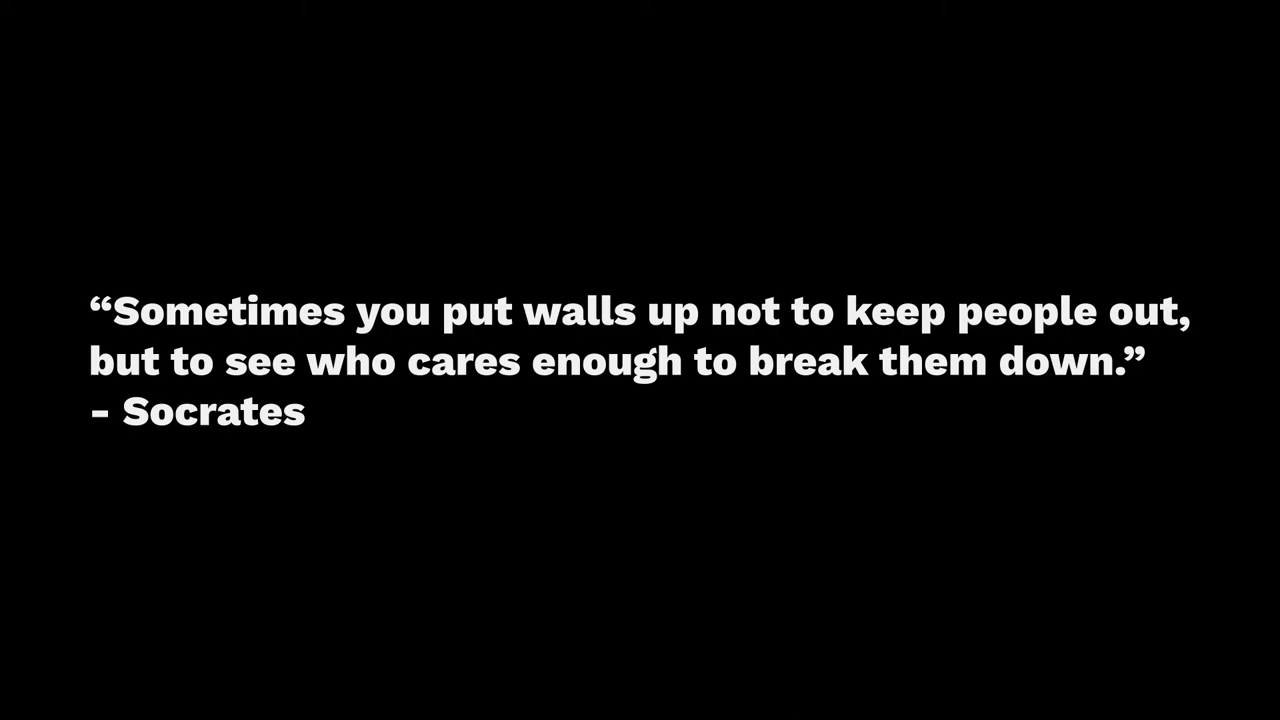 “Sometimes you put walls up not to keep people out,
but to see who cares enough to break them down.”
- Socrates